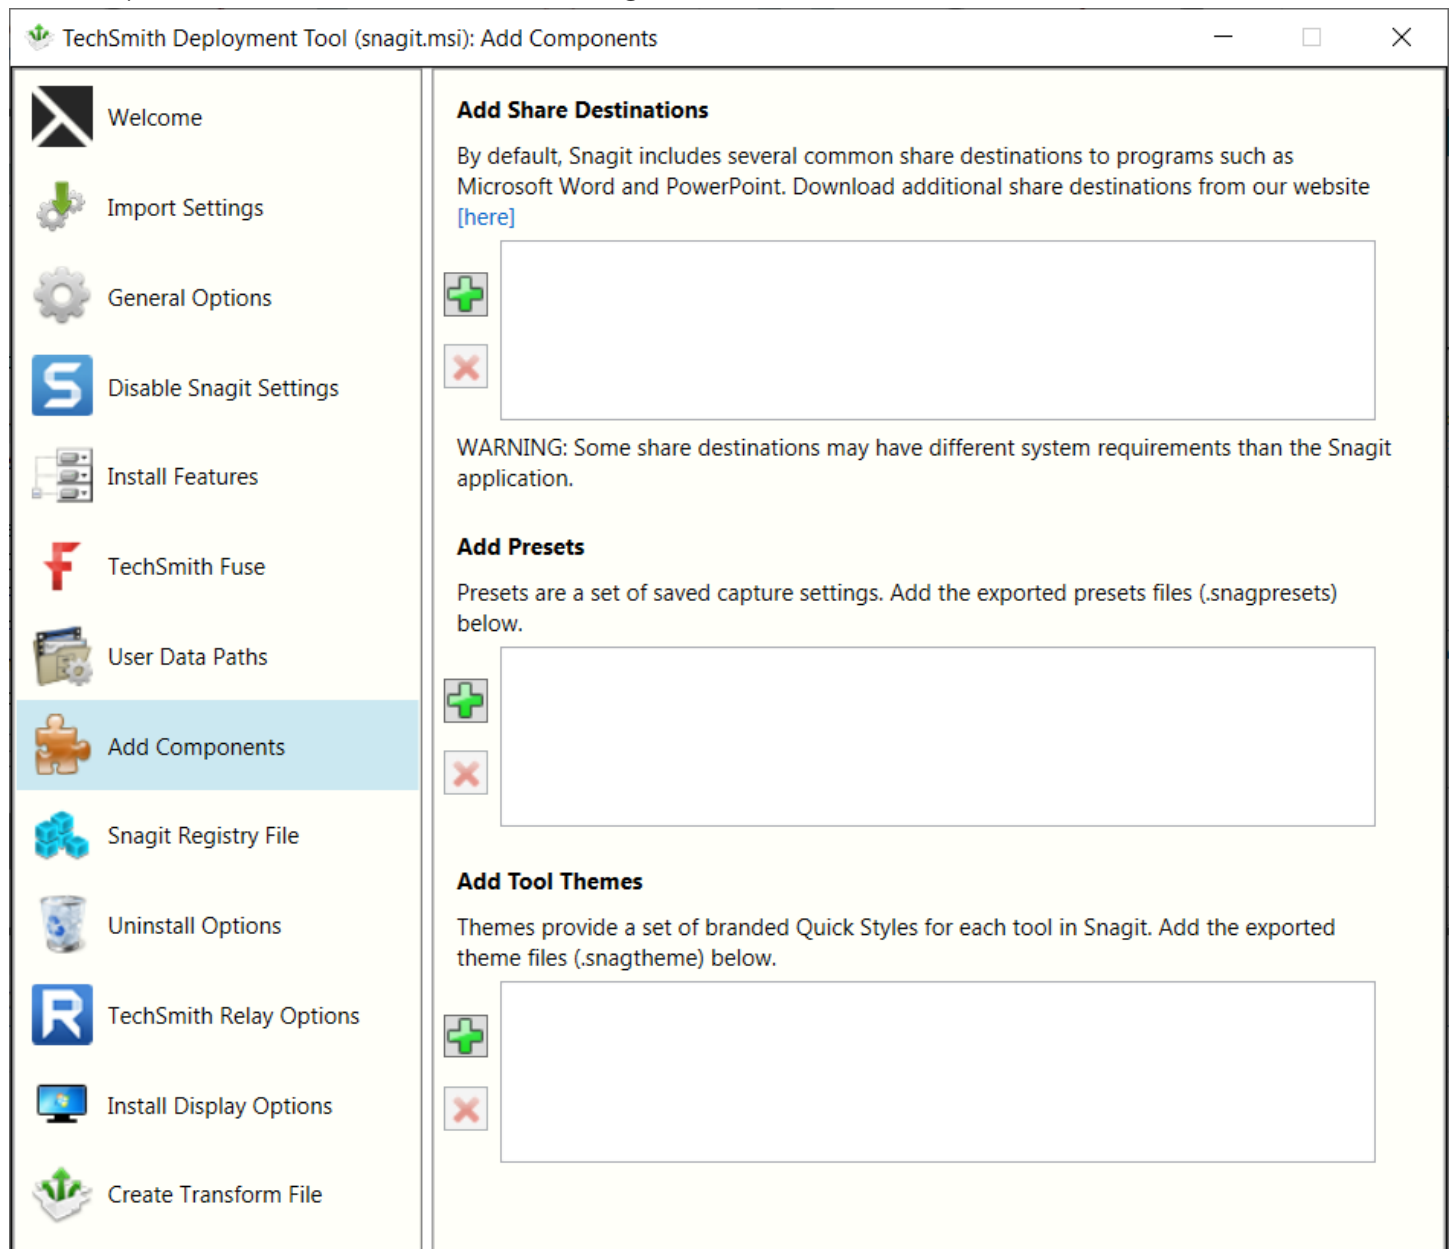 TechSmith Deployment Tool (snagit.msi): Add Components
Welcome
Import Settings
General Options
Disable Snagit Settings
Install Features
TechSmith Fuse
User Data Paths
Add Components
Snagit Registry File
Uninstall Options
TechSmith Relay Options
Install Display Options
Create Transform File
Add Share Destinations
By default, Snagit includes several common share destinations to programs such as
Microsoft Word and PowerPoint. Download additional share destinations from our website
[here]
WARNING: Some share destinations may have different system requirements than the Snagit
application.
Add Presets
Presets are a set of saved capture settings. Add the exported presets files (.snagpresets)
below.
Add Tool Themes
Themes provide a set of branded Quick Styles for each tool in Snagit. Add the exported
theme files (.snagtheme) below.